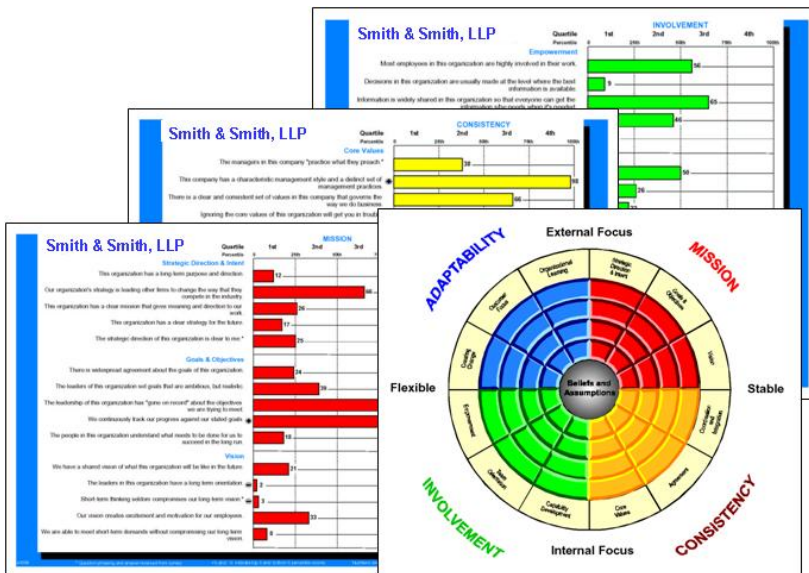 INVOLVEMENT
Smith & Smith, LLP
Quartile 1st 2nd 3rd 4th
Percentile 0 25th 50th 75th 100th
Empowerment
Most employees in this organization are highly involved in their work. 56
Decisions in this organization are usually made at the level where the best
information is available. 9
Information is widely shared in this organization so that everyone can get the
information s/he needs when it's needed. 65
46
50
26
CONSISTENCY
Smith & Smith, LLP
Quartile 1st 2nd 3rd 4th
Percentile 0 25th 50th 75th 100th
Core Values
The managers in this company "practice what they preach." 38
This company has a characteristic management style and a distinct set of
management practices. 98
There is a clear and consistent set of values in this company that governs the
way we do business. 66
Ignoring the core values of this organization will get you in trouble
MISSION
Smith & Smith, LLP
Quartile 1st 2nd 3rd
Percentile 0 25th 50th
Strategic Direction & Intent
This organization has a long term purpose and direction. 12
Our organization's strategy is leading other firms to change the way that they
compete in the industry.
This organization has a clear mission that gives meaning and direction to our
work. 26
This organization has a clear strategy for the future. 17
The strategic direction of this organization is clear to me.* 25
Goals & Objectives
There is widespread agreement about the goals of this organization. 24
The leaders of this organization set goals that are ambitious, but realistic. 39
The leadership of this organization has "gone on record" about the objectives
we are trying to meet
We continuously track our progress against our stated goals
The people in this organization understand what needs to be done for us to
succeed in the long run. 18
Vision
We have a shared vision of what this organization will be like in the future 21
The leaders in this organization have a long term orientation. 2
Short-term thinking seldom compromises our long-term vision.* 3
Our vision creates excitement and motivation for our employees. 33
We are able to meet short-term demands without compromising our long-term
vision. 8
External Focus
ADAPTABILITY
MISSION
Organizational
Learning
Strategic
Direction
& Intent
Customer
Focus
Goals &
Objectives
Creating
Change
Vision
Flexible
Beliefs and
Assumptions
Stable
Empowerment
Coordination
and
Integration
Team
Orientation
Agreement
Capability
Development
Core
Values
INVOLVEMENT
CONSISTENCY
Internal Focus